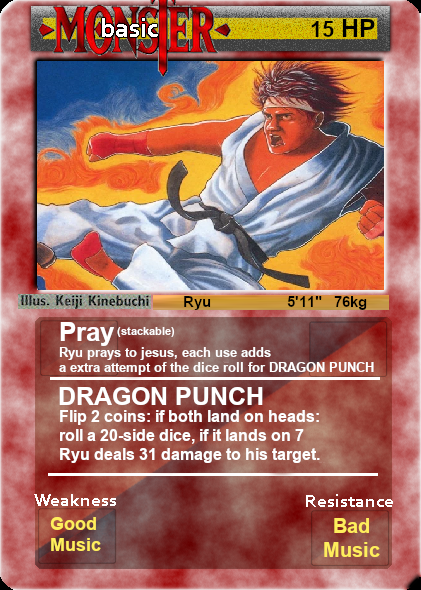 MONSTER
basic
15 HP
Illus. Keiji Kinebuchi Ryu 5'11" 76kg
Pray (stackable)
Ryu prays to jesus, each use adds
a extra attempt of the dice roll for DRAGON PUNCH
DRAGON PUNCH
Flip 2 coins: if both land on heads:
roll a 20-side dice, if it lands on 7
Ryu deals 31 damage to his target.
Weakness
Good
Music
Resistance
Bad
Music